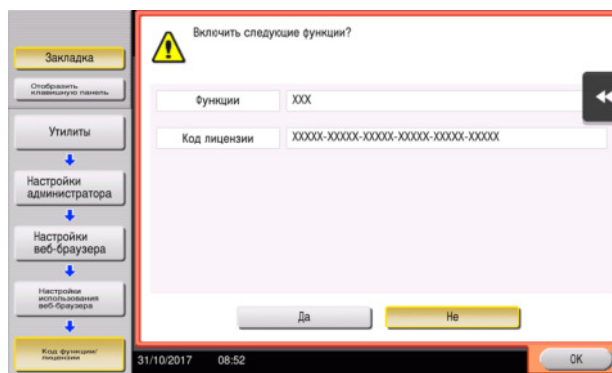 Закладка
Отобразить
клавишную панель
Утилиты
Настройки
администратора
Настройки
веб-браузера
Настройки
использования
веб-браузера
Код функции/
лицензии
Включить следующие функции?
Функции XXX
Код лицензии XXXXX-XXXXX-XXXXX-XXXXX-XXXXX-XXXXX
Да Не
31/10/2017 08:52 OK